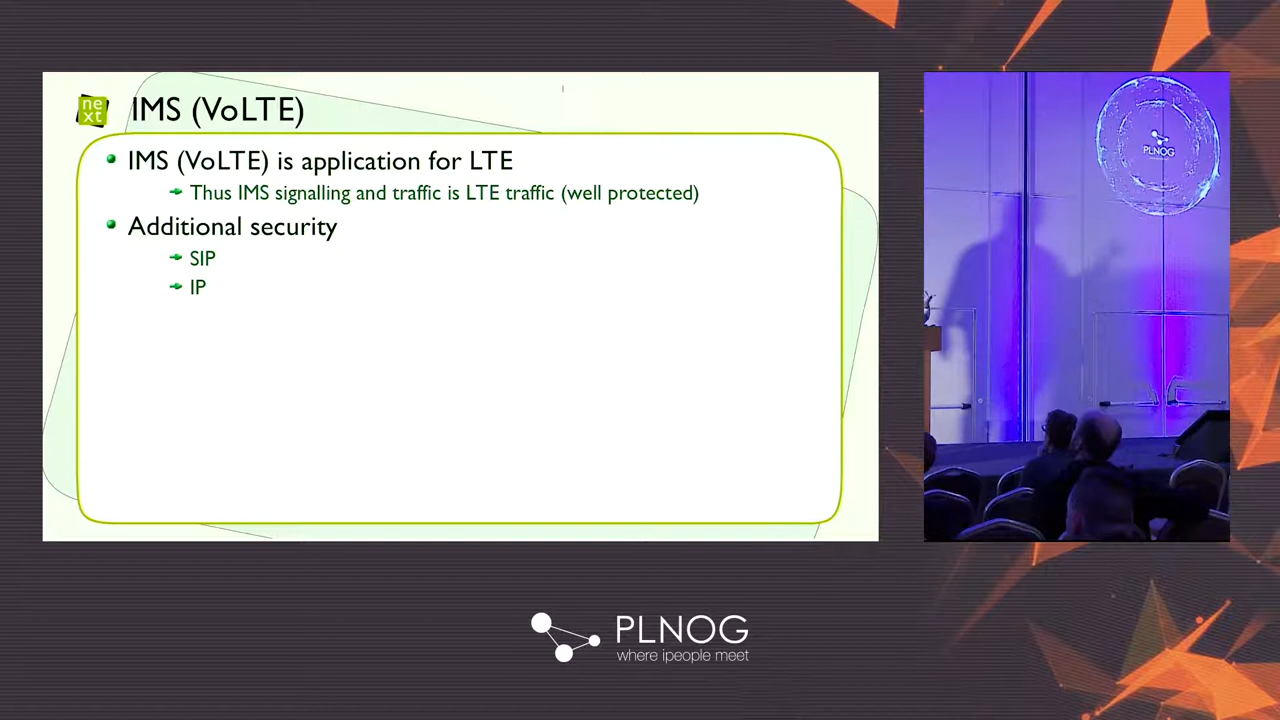 ne
xt
IMS (VoLTE)
IMS (VoLTE) is application for LTE
Thus IMS signalling and traffic is LTE traffic (well protected)
Additional security
SIP
IP
PLNOG
PLNOG
where ipeople meet